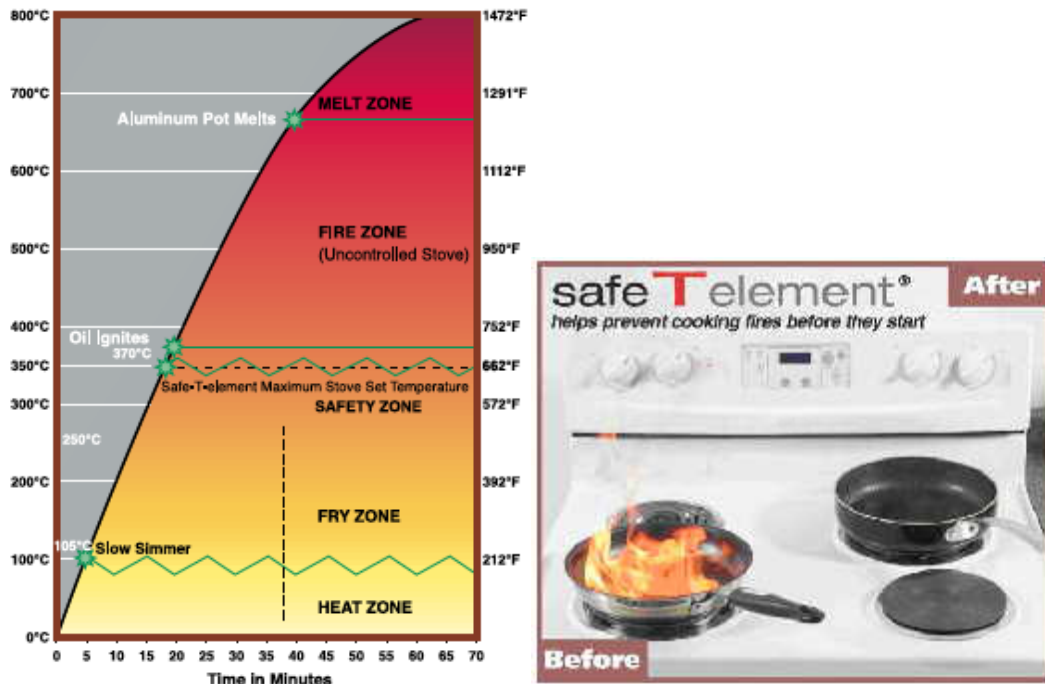 800°C
1472°F
700°C
1291°F
MELT ZONE
Aluminum Pot Melts
600°C
1112°F
FIRE ZONE
(Uncontrolled Stove)
500°C
950°F
400°C
752°F
Oil Ignites
370°C
350°C
662°F
Safe-T-element Maximum Stove Set Temperature
SAFETY ZONE
300°C
572°F
250°C
200°C
392°F
FRY ZONE
105°C
Slow Simmer
100°C
212°F
HEAT ZONE
0°C
0 5 10 15 20 25 30 35 40 45 50 55 60 65 70
Time in Minutes
safe T element®
After
helps prevent cooking fires before they start
Before